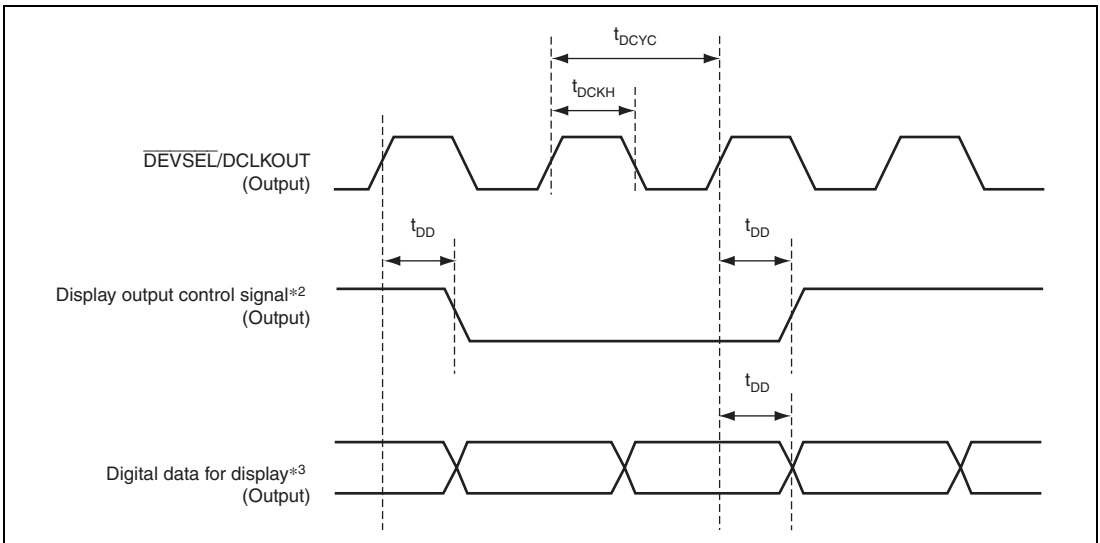 tDCYC
tDCKH
DEVSEL/DCLKOUT
(Output)
tDD
tDD
Display output control signal*2
(Output)
tDD
Digital data for display*3
(Output)